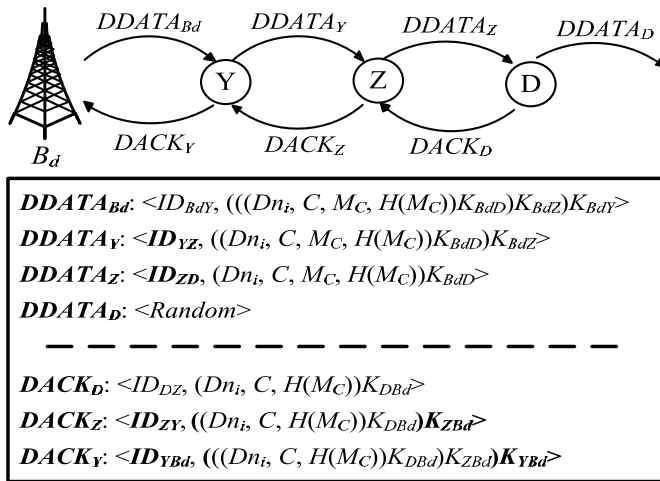 DDATA_Bd DDATA_Y DDATA_Z DDATA_D
Y Z D
DACK_Y DACK_Z DACK_D
B_d
DDATA_Bd: <ID_BdY, (((Dn_i, C, M_C, H(M_C))K_BdD)K_BdZ)K_BdY>
DDATA_Y: <ID_YZ, ((Dn_i, C, M_C, H(M_C))K_BdD)K_BdZ>
DDATA_Z: <ID_ZD, (Dn_i, C, M_C, H(M_C))K_BdD>
DDATA_D: <Random>
DACK_D: <ID_DZ, (Dn_i, C, H(M_C))K_DBd>
DACK_Z: <ID_ZY, ((Dn_i, C, H(M_C))K_DBd)K_ZBd>
DACK_Y: <ID_YBd, (((Dn_i, C, H(M_C))K_DBd)K_ZBd)K_YBd>